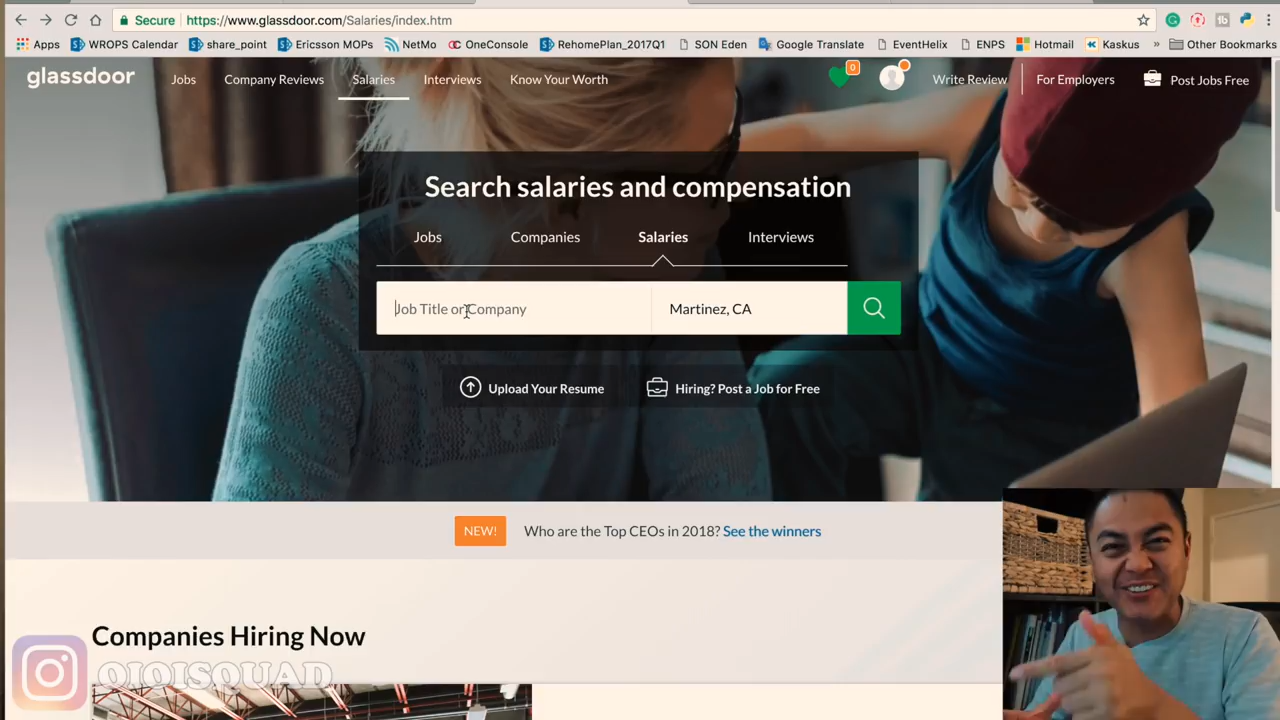 Secure https://www.glassdoor.com/Salaries/index.htm
Apps WROPS Calendar share_point Ericsson MOPs NetMo OneConsole RehomePlan_2017Q1 SON Eden Google Translate EventHelix ENPS Hotmail Kaskus » Other Bookmarks
glassdoor Jobs Company Reviews Salaries Interviews Know Your Worth 0 Write Review For Employers Post Jobs Free
Search salaries and compensation
Jobs Companies Salaries Interviews
Job Title or Company Martinez, CA
Upload Your Resume Hiring? Post a Job for Free
NEW! Who are the Top CEOs in 2018? See the winners
Companies Hiring Now
OIOISQUAD